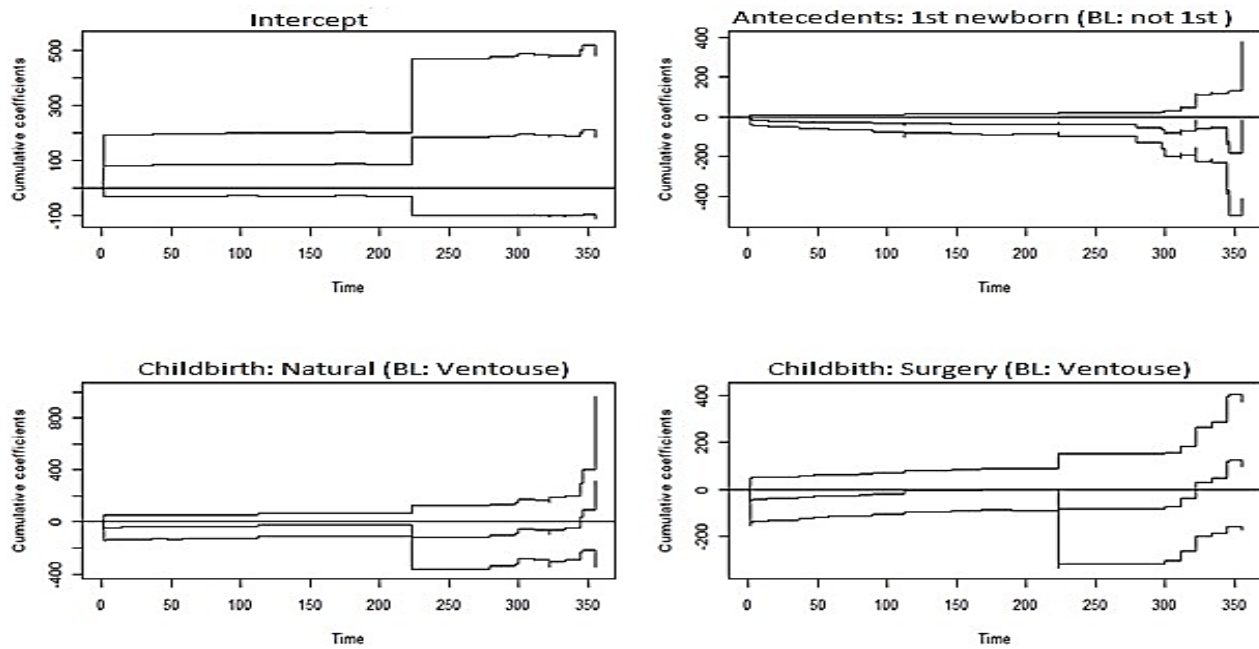 Intercept
Cumulative coefficients
500
300
100
-100
0 50 100 150 200 250 300 350
Time
Antecedents: 1st newborn (BL: not 1st )
Cumulative coefficients
400
200
0
-200
-400
0 50 100 150 200 250 300 350
Time
Childbirth: Natural (BL: Ventouse)
Cumulative coefficients
800
400
0
-400
0 50 100 150 200 250 300 350
Time
Childbith: Surgery (BL: Ventouse)
Cumulative coefficients
400
200
0
-200
0 50 100 150 200 250 300 350
Time